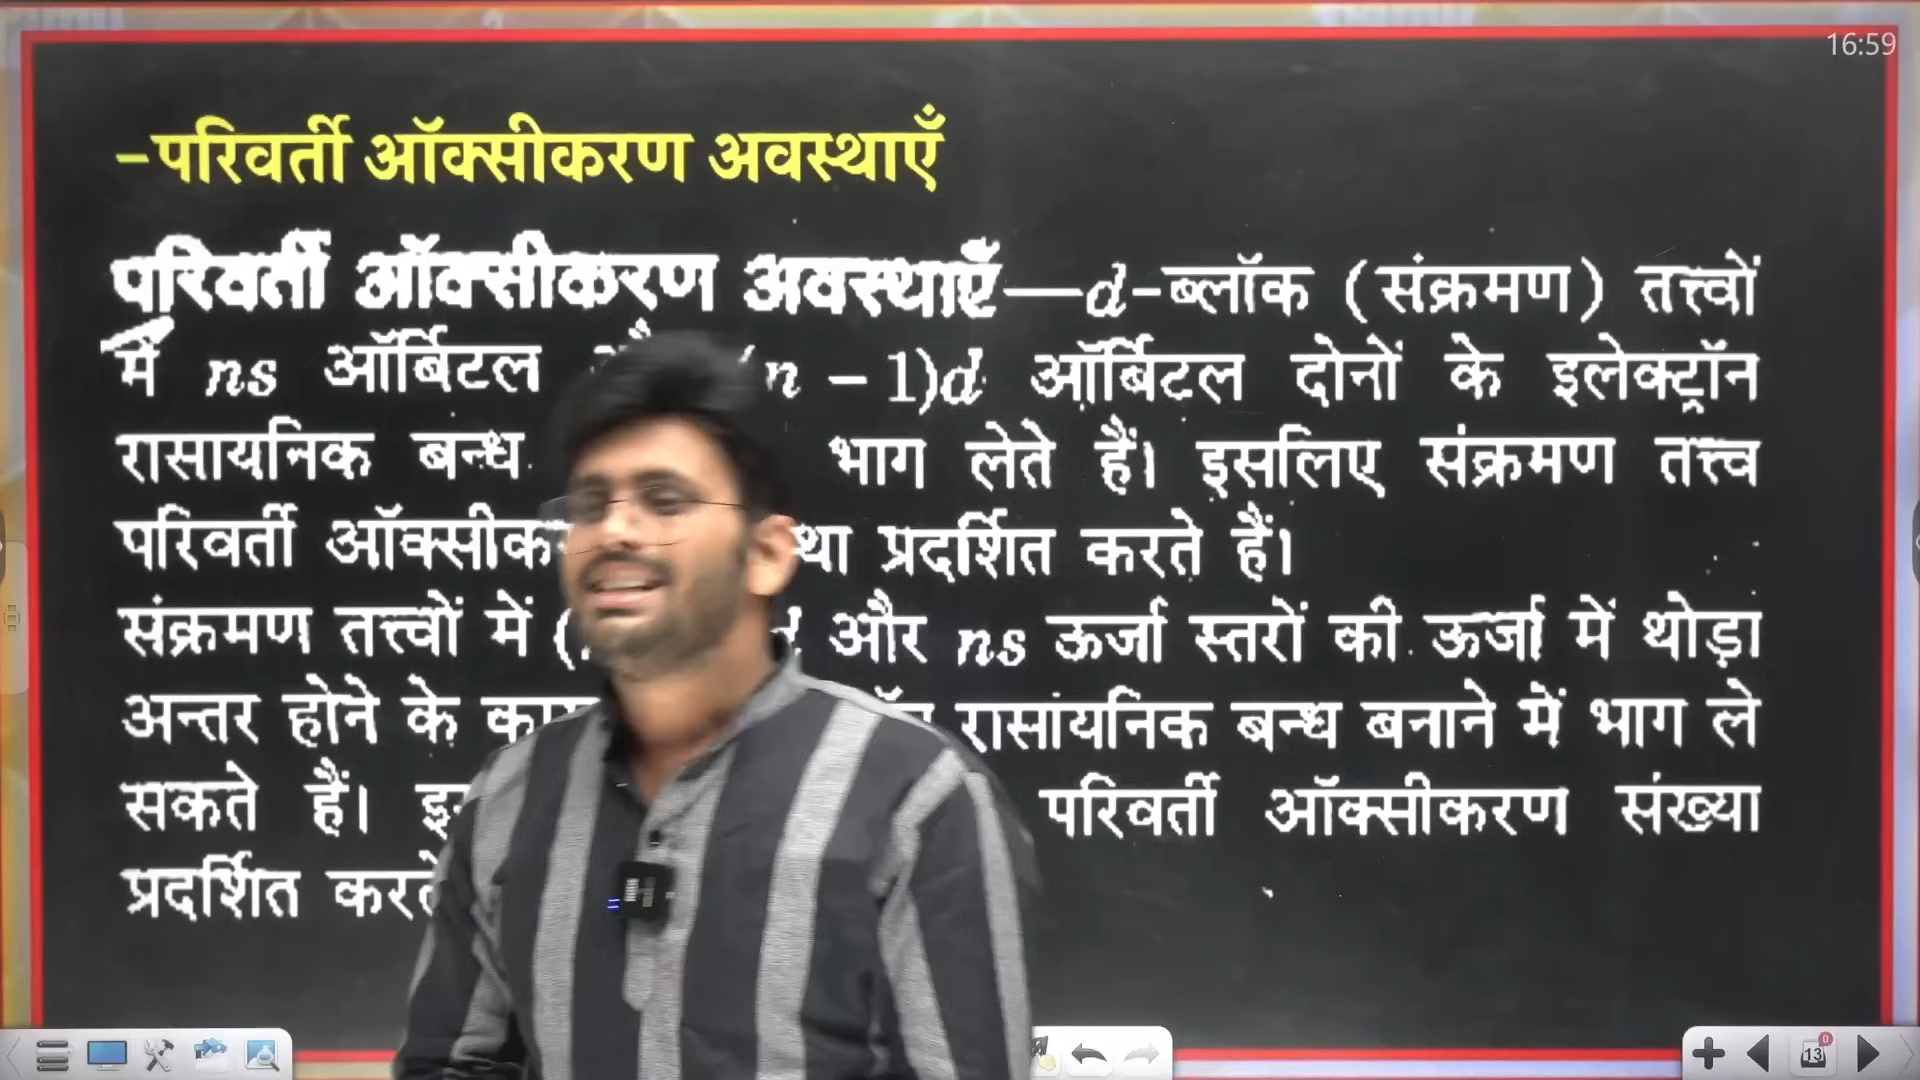 16:59
-परिवर्ती ऑक्सीकरण अवस्थाएँ
परिवर्ती ऑक्सीकरण अवस्थाएँ—d-ब्लॉक (संक्रमण) तत्त्वों
में ns ऑर्बिटल n − 1)d ऑर्बिटल दोनों के इलेक्ट्रॉन
रासायनिक बन्ध भाग लेते हैं। इसलिए संक्रमण तत्त्व
परिवर्ती प्रदर्शित करते हैं।
संक्रमण तत्त्वों में ( d और ns ऊर्जा स्तरों की ऊर्जा में थोड़ा
अन्तर होने के रासायनिक बन्ध बनाने में भाग ले
सकते हैं। परिवर्ती ऑक्सीकरण संख्या
प्रदर्शित
13
0